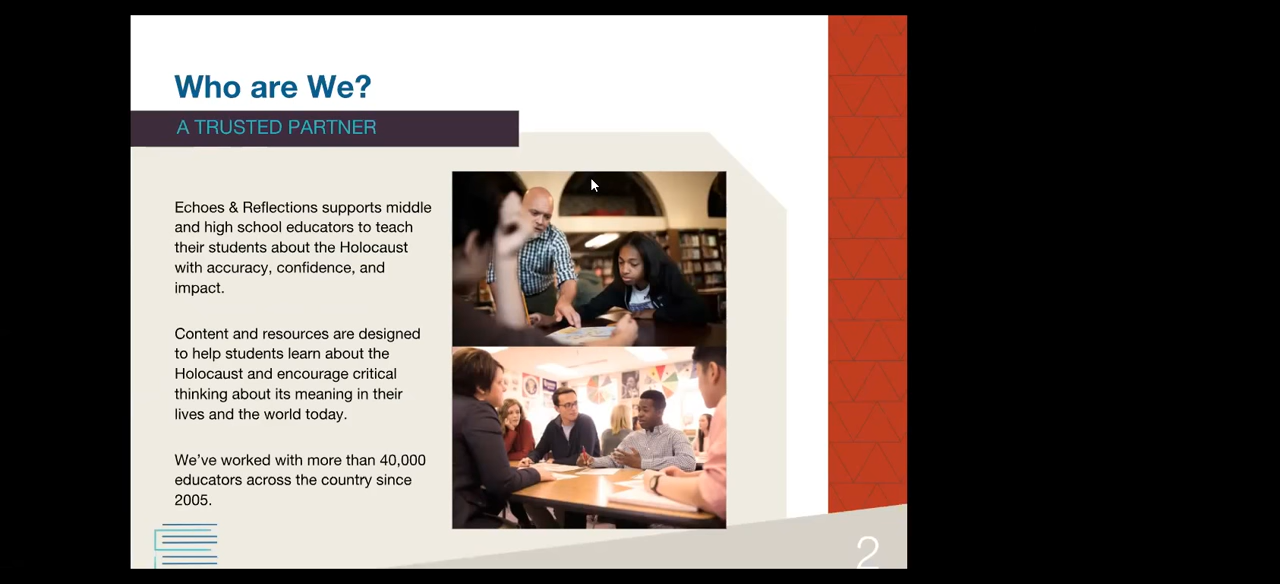 Who are We?
A TRUSTED PARTNER
Echoes & Reflections supports middle
and high school educators to teach
their students about the Holocaust
with accuracy, confidence, and
impact.
Content and resources are designed
to help students learn about the
Holocaust and encourage critical
thinking about its meaning in their
lives and the world today.
We’ve worked with more than 40,000
educators across the country since
2005.
2